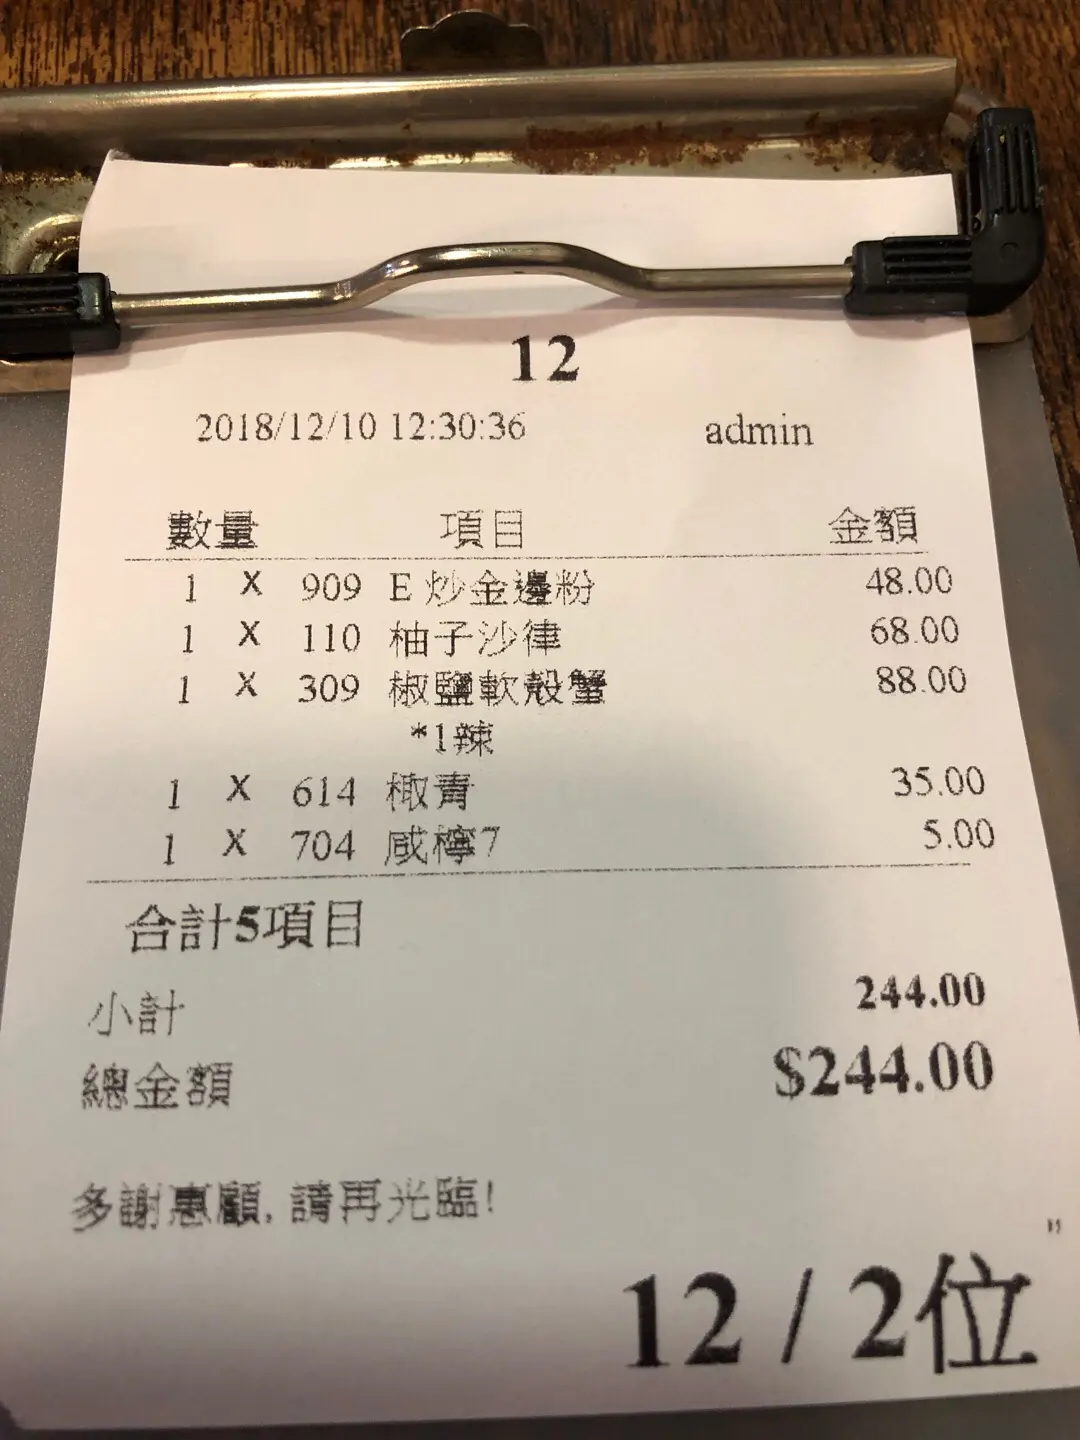 12
2018/12/10 12:30:36 admin
數量 項目 金額
1 X 909 E 炒金邊粉 48.00
1 X 110 柚子沙律 68.00
1 X 309 椒鹽軟殼蟹 88.00
*1辣
1 X 614 橄青 35.00
1 X 704 咸檸7 5.00
合計5項目
小計 244.00
總金額 $244.00
多謝惠顧, 請再光臨!
12 / 2位